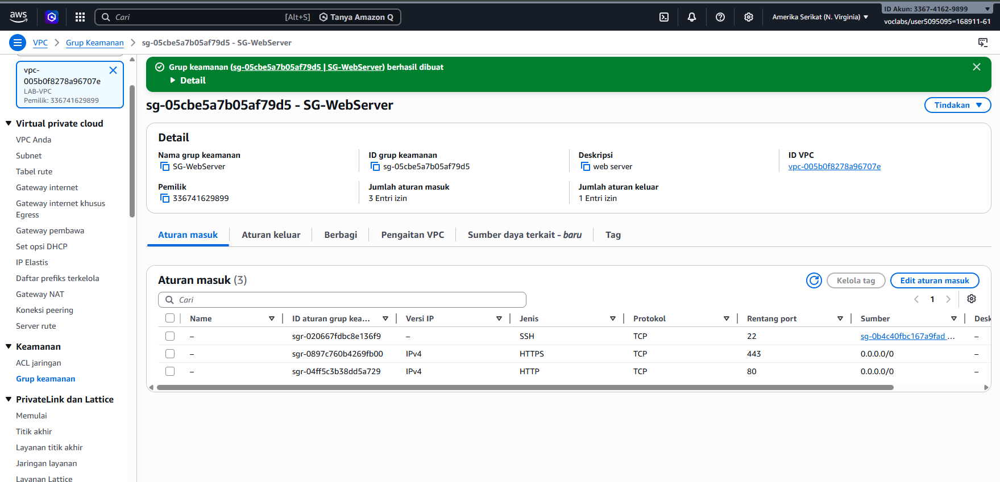 aws
Cari
[Alt+S]
Tanya Amazon Q
Amerika Serikat (N. Virginia)
ID Akun: 3367-4162-9899
voclabs/user5095095=168911-61
VPC
Grup Keamanan
sg-05cbe5a7b05af79d5 - SG-WebServer
vpc-
005b0f8278a96707e
LAB-VPC
Pemilik: 336741629899
Virtual private cloud
VPC Anda
Subnet
Tabel rute
Gateway internet
Gateway internet khusus
Egress
Gateway pembawa
Set opsi DHCP
IP Elastis
Daftar prefiks terkelola
Gateway NAT
Koneksi peering
Server rute
Keamanan
ACL jaringan
Grup keamanan
PrivateLink dan Lattice
Memulai
Titik akhir
Layanan titik akhir
Jaringan layanan
Layanan Lattice
Grup keamanan (sg-05cbe5a7b05af79d5 | SG-WebServer) berhasil dibuat
Detail
sg-05cbe5a7b05af79d5 - SG-WebServer
Tindakan
Detail
Nama grup keamanan
SG-WebServer
ID grup keamanan
sg-05cbe5a7b05af79d5
Deskripsi
web server
ID VPC
vpc-005b0f8278a96707e
Pemilik
336741629899
Jumlah aturan masuk
3 Entri izin
Jumlah aturan keluar
1 Entri izin
Aturan masuk
Aturan keluar
Berbagi
Pengaitan VPC
Sumber daya terkait - baru
Tag
Aturan masuk (3)
Kelola tag
Edit aturan masuk
Cari
1
Name ID aturan grup kea... Versi IP Jenis Protokol Rentang port Sumber Desk
– sgr-020667fdbc8e136f9 – SSH TCP 22 sg-0b4c40fbc167a9fad ... –
– sgr-0897c760b4269fb00 IPv4 HTTPS TCP 443 0.0.0.0/0 –
– sgr-04ff5c3b38dd5a729 IPv4 HTTP TCP 80 0.0.0.0/0 –